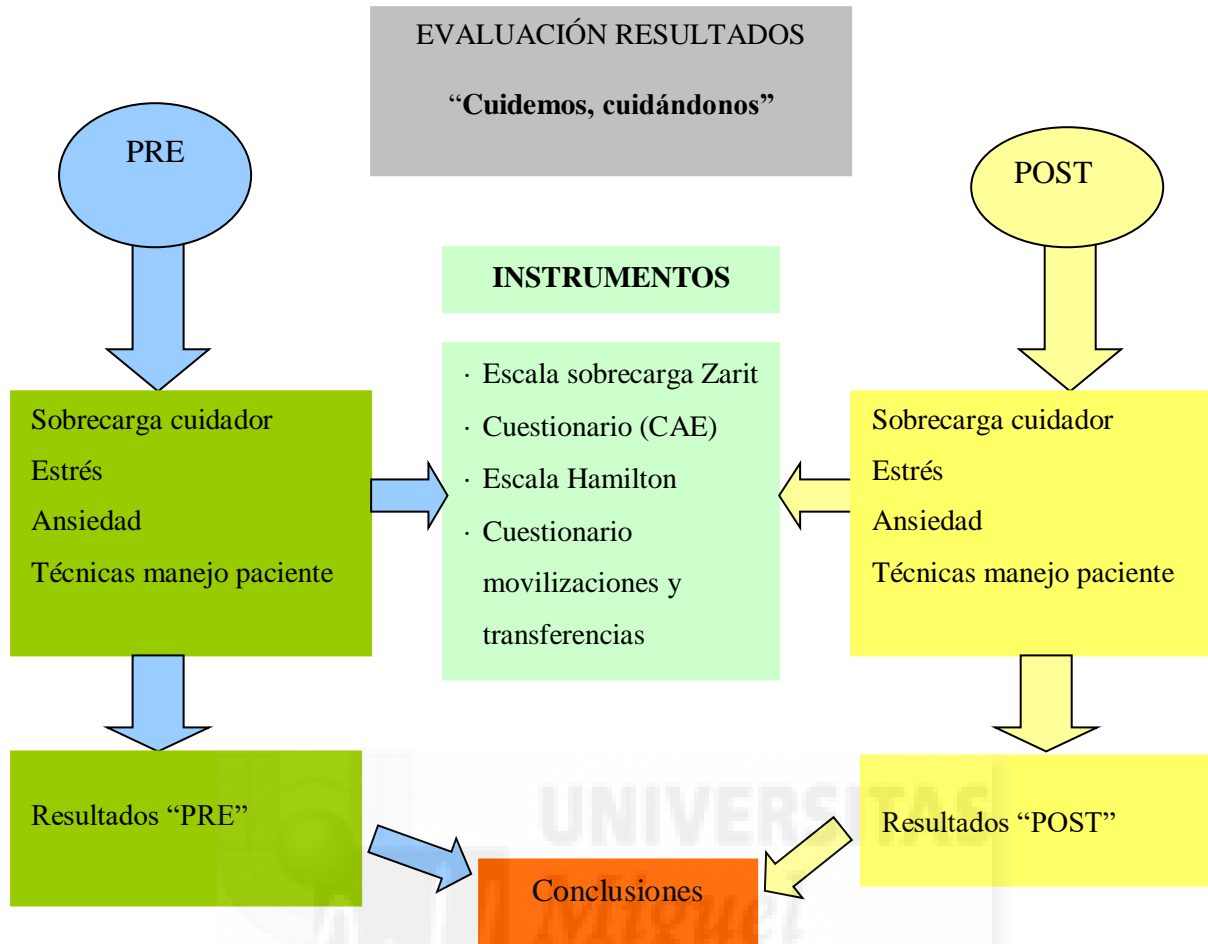 EVALUACIÓN RESULTADOS
“Cuidemos, cuidándonos”
PRE
POST
INSTRUMENTOS
Sobrecarga cuidador
Estrés
Ansiedad
Técnicas manejo paciente
· Escala sobrecarga Zarit
· Cuestionario (CAE)
· Escala Hamilton
· Cuestionario
movilizaciones y
transferencias
Sobrecarga cuidador
Estrés
Ansiedad
Técnicas manejo paciente
Resultados “PRE”
Resultados “POST”
Conclusiones
UNIVERSITAS
Miguel